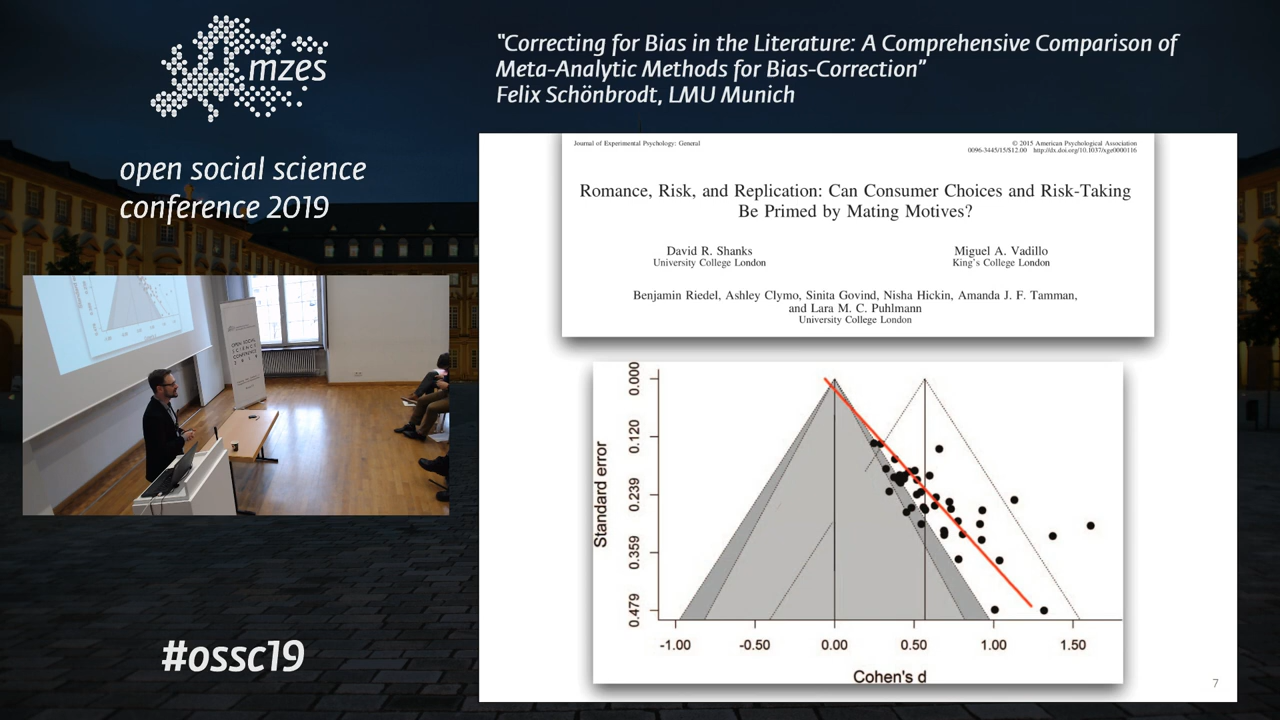 mzes
open social science
conference 2019
"Correcting for Bias in the Literature: A Comprehensive Comparison of
Meta-Analytic Methods for Bias-Correction"
Felix Schönbrodt, LMU Munich
Journal of Experimental Psychology: General
© 2015 American Psychological Association
0096-3445/15/$12.00 http://dx.doi.org/10.1037/xge0000116
Romance, Risk, and Replication: Can Consumer Choices and Risk-Taking
Be Primed by Mating Motives?
David R. Shanks
University College London
Miguel A. Vadillo
King's College London
Benjamin Riedel, Ashley Clymo, Sinita Govind, Nisha Hickin, Amanda J. F. Tamman,
and Lara M. C. Puhlmann
University College London
OPEN SOCIAL
SCIENCE
CONFERENCE
2019
Standard error
0.000
0.120
0.239
0.359
0.479
-1.00 -0.50 0.00 0.50 1.00 1.50
Cohen's d
7
#ossc19